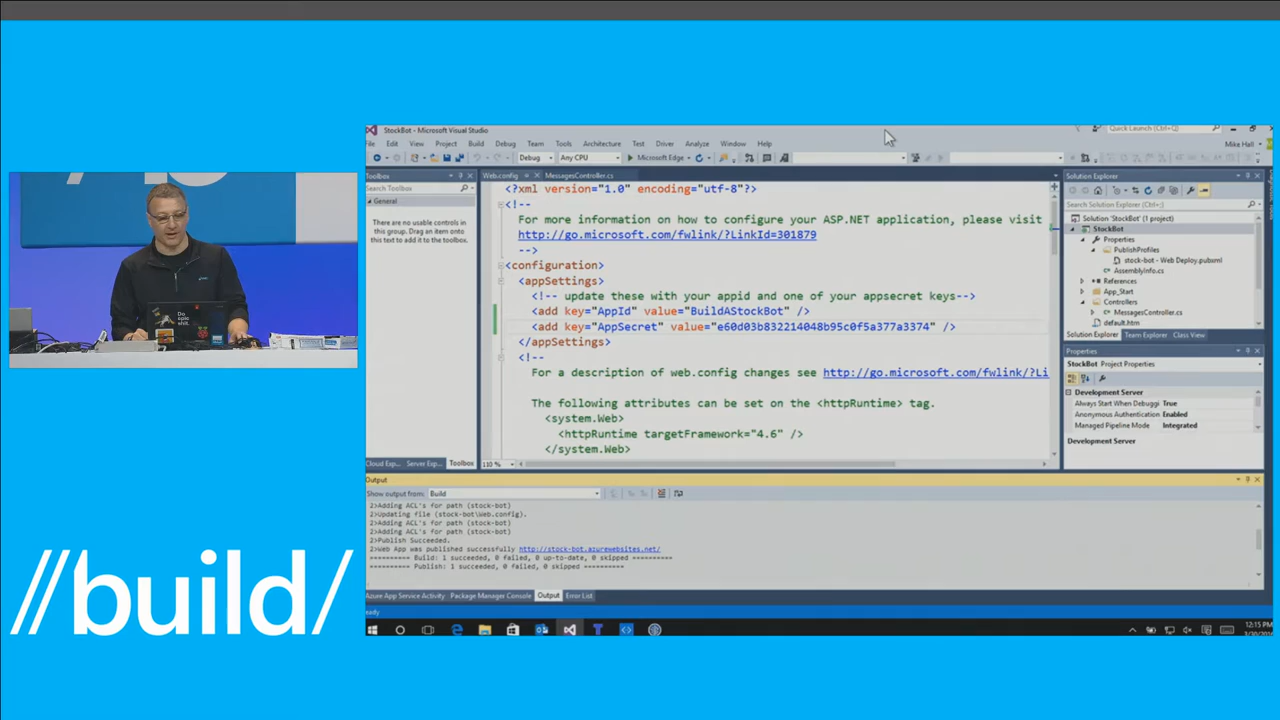 StockBot - Microsoft Visual Studio
Quick Launch (Ctrl+Q)
File Edit View Project Build Debug Team Tools Architecture Test Driver Analyze Window Help
Mike Hall
Debug Any CPU Microsoft Edge
Toolbox
Search Toolbox
General
There are no usable controls in this group. Drag an item onto this text to add it to the toolbox.
Cloud Exp... Server Exp... Toolbox
Web.config MessagesController.cs
<?xml version="1.0" encoding="utf-8"?>
<!--
For more information on how to configure your ASP.NET application, please visit
http://go.microsoft.com/fwlink/?LinkId=301879
-->
<configuration>
<appSettings>
<!-- update these with your appid and one of your appsecret keys-->
<add key="AppId" value="BuildAStockBot" />
<add key="AppSecret" value="e60d03b832214048b95c0f5a377a3374" />
</appSettings>
<!--
For a description of web.config changes see http://go.microsoft.com/fwlink/?Li
The following attributes can be set on the <httpRuntime> tag.
<system.Web>
<httpRuntime targetFramework="4.6" />
</system.Web>
110 %
Solution Explorer
Search Solution Explorer (Ctrl+;)
Solution 'StockBot' (1 project)
StockBot
Properties
PublishProfiles
stock-bot - Web Deploy.pubxml
AssemblyInfo.cs
References
App_Start
Controllers
MessagesController.cs
default.htm
Solution Explorer Team Explorer Class View
Properties
StockBot Project Properties
Development Server
Always Start When Debuggi True
Anonymous Authentication Enabled
Managed Pipeline Mode Integrated
Development Server
Output
Show output from: Build
2>Adding ACL's for path (stock-bot)
2>Updating file (stock-bot\Web.config).
2>Adding ACL's for path (stock-bot)
2>Adding ACL's for path (stock-bot)
2>Publish Succeeded.
2>Web App was published successfully http://stock-bot.azurewebsites.net/
========== Build: 1 succeeded, 0 failed, 0 up-to-date, 0 skipped ==========
========== Publish: 1 succeeded, 0 failed, 0 skipped ==========
Azure App Service Activity Package Manager Console Output Error List
Ready
12:15 PM
3/30/201
Do epic shit.
//build/